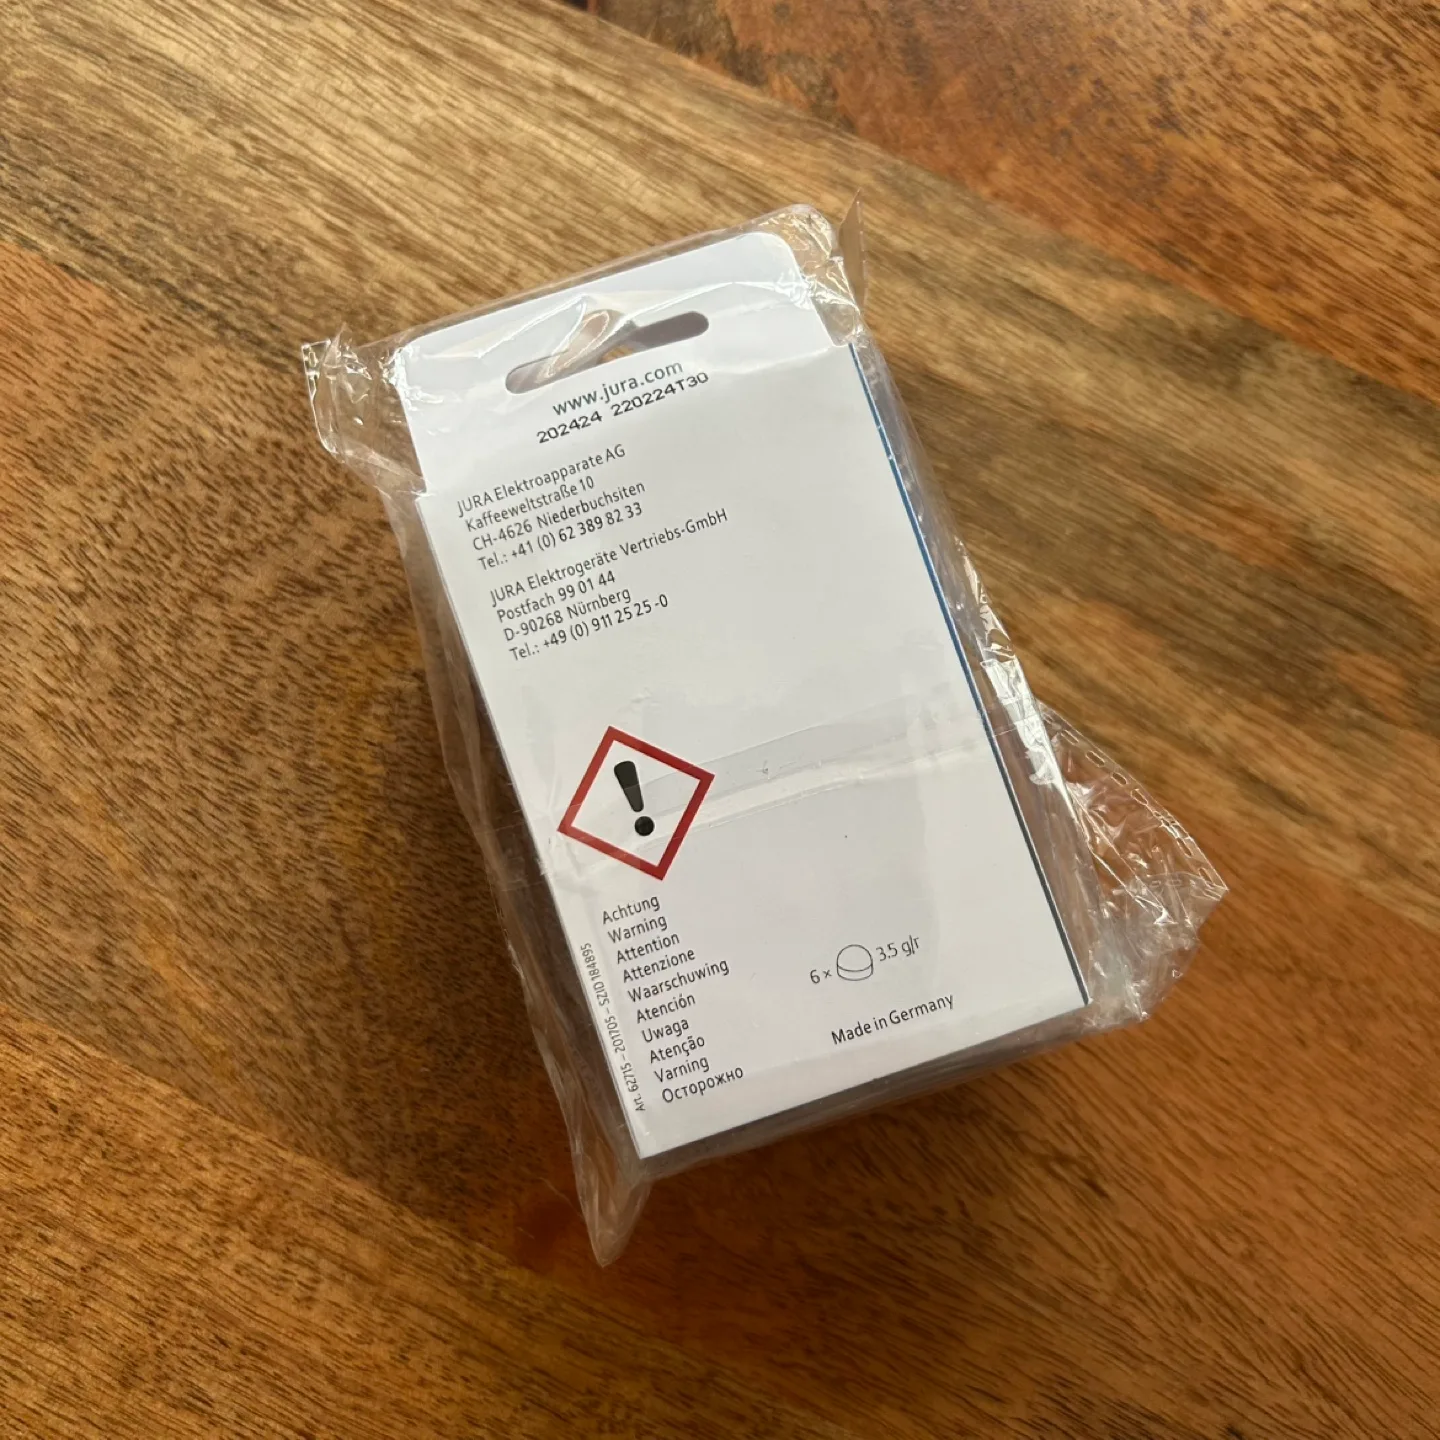 www.jura.com
202424 220224T30
JURA Elektroapparate AG
Kaffeeweltstraße 10
CH-4626 Niederbuchsiten
Tel.: +41 (0) 62 389 82 33
JURA Elektrogeräte Vertriebs-GmbH
Postfach 99 01 44
D-90268 Nürnberg
Tel.: +49 (0) 911 25 25 -0
Achtung
Warning
Attention
Attenzione
Waarschuwing
Atención
Uwaga
Atenção
Varning
Осторожно
Art. 62715 – 201705 – SZID184895
6 x 3.5 g/г
Made in Germany